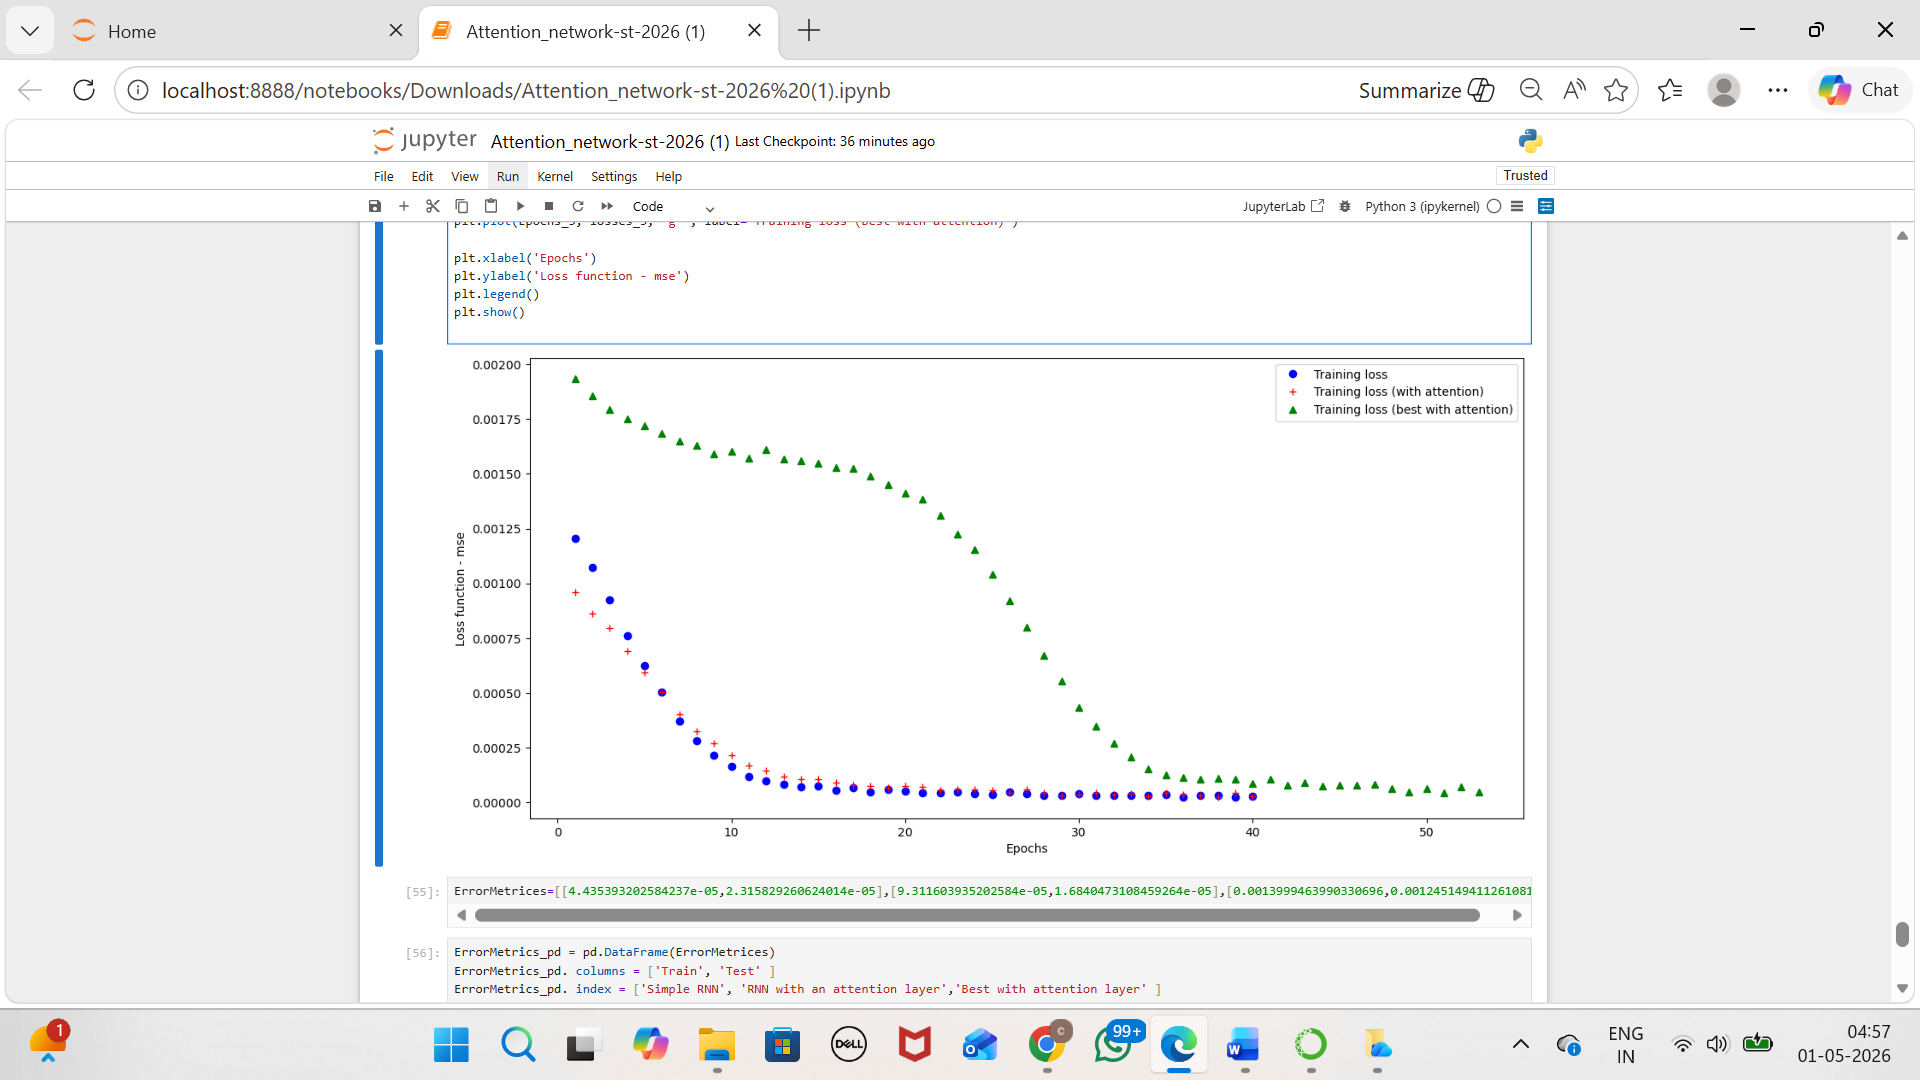 Home
Attention_network-st-2026 (1)
localhost:8888/notebooks/Downloads/Attention_network-st-2026%20(1).ipynb
Summarize
Chat
jupyter Attention_network-st-2026 (1) Last Checkpoint: 36 minutes ago
File Edit View Run Kernel Settings Help
Trusted
Code
JupyterLab
Python 3 (ipykernel)
plt.xlabel('Epochs')
plt.ylabel('Loss function - mse')
plt.legend()
plt.show()
0.00200
0.00175
0.00150
0.00125
0.00100
0.00075
0.00050
0.00025
0.00000
Loss function - mse
Training loss
Training loss (with attention)
Training loss (best with attention)
0 10 20 30 40 50
Epochs
[55]: ErrorMetrices=[[4.435393202584237e-05,2.315829260624014e-05],[9.311603935202584e-05,1.6840473108459264e-05],[0.0013999463990330696,0.001245149411261081
[56]: ErrorMetrics_pd = pd.DataFrame(ErrorMetrices)
ErrorMetrics_pd. columns = ['Train', 'Test' ]
ErrorMetrics_pd. index = ['Simple RNN', 'RNN with an attention layer','Best with attention layer' ]
1
DELL
C
99+
W
ENG
IN
04:57
01-05-2026